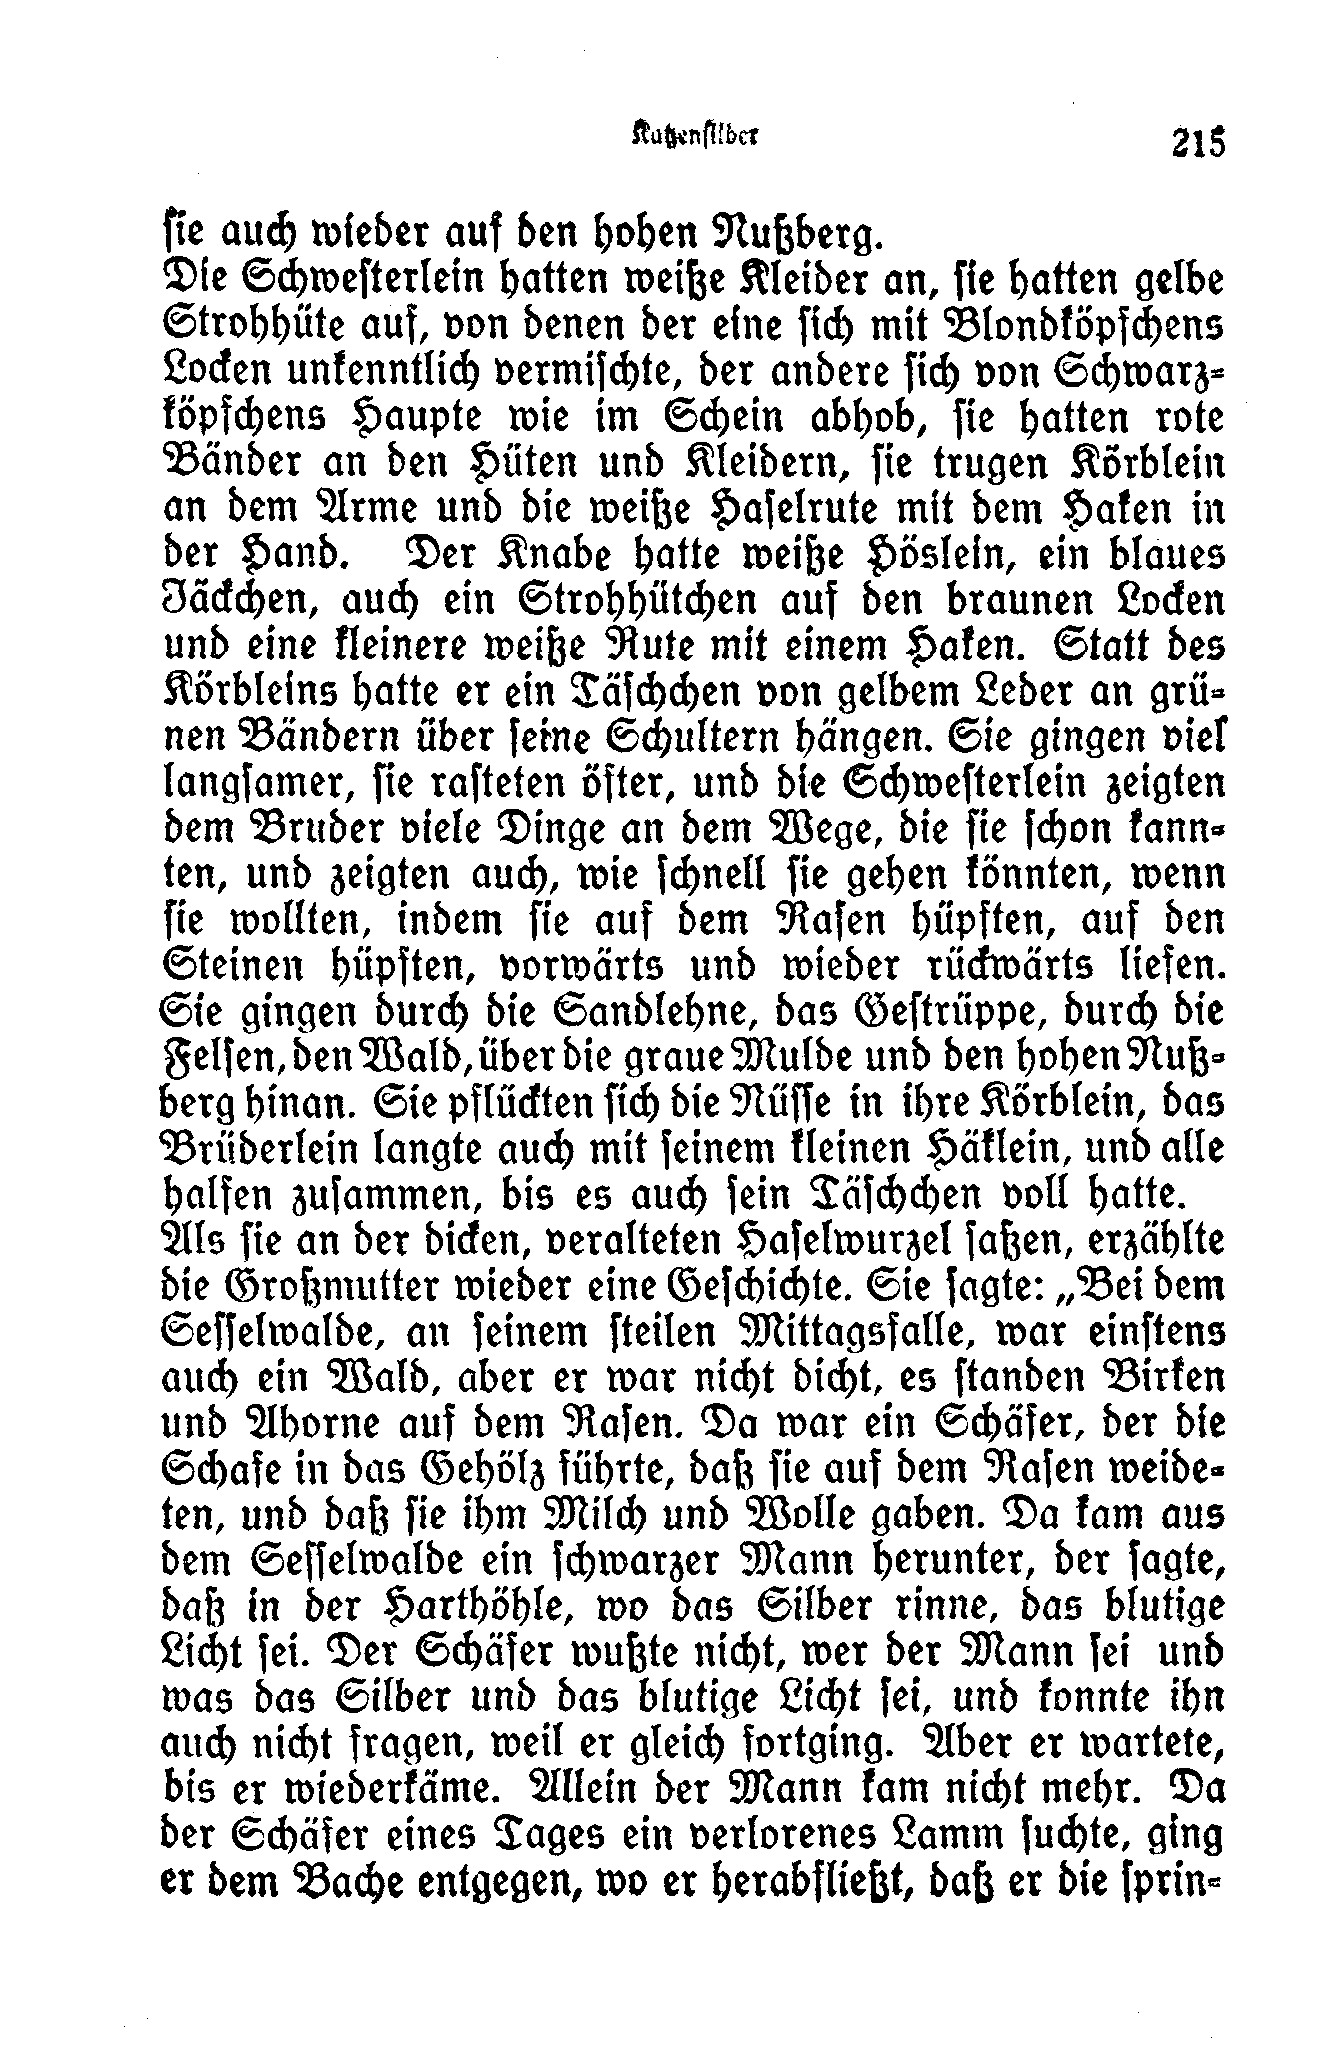 Katzensilber 215
sie auch wieder auf den hohen Nußberg.
Die Schwesterlein hatten weiße Kleider an, sie hatten gelbe
Strohhüte auf, von denen der eine sich mit Blondköpfchens
Locken unkenntlich vermischte, der andere sich von Schwarz-
köpfchens Haupte wie im Schein abhob, sie hatten rote
Bänder an den Hüten und Kleidern, sie trugen Körblein
an dem Arme und die weiße Haselrute mit dem Haken in
der Hand. Der Knabe hatte weiße Höslein, ein blaues
Jäckchen, auch ein Strohhütchen auf den braunen Locken
und eine kleinere weiße Rute mit einem Haken. Statt des
Körbleins hatte er ein Täschchen von gelbem Leder an grü-
nen Bändern über seine Schultern hängen. Sie gingen viel
langsamer, sie rasteten öfter, und die Schwesterlein zeigten
dem Bruder viele Dinge an dem Wege, die sie schon kann-
ten, und zeigten auch, wie schnell sie gehen könnten, wenn
sie wollten, indem sie auf dem Rasen hüpften, auf den
Steinen hüpften, vorwärts und wieder rückwärts liefen.
Sie gingen durch die Sandlehne, das Gestrüppe, durch die
Felsen, den Wald, über die graue Mulde und den hohen Nuß-
berg hinan. Sie pflückten sich die Nüsse in ihre Körblein, das
Brüderlein langte auch mit seinem kleinen Häklein, und alle
halfen zusammen, bis es auch sein Täschchen voll hatte.
Als sie an der dicken, veralteten Haselwurzel saßen, erzählte
die Großmutter wieder eine Geschichte. Sie sagte: „Bei dem
Sesselwalde, an seinem steilen Mittagsfalle, war einstens
auch ein Wald, aber er war nicht dicht, es standen Birken
und Ahorne auf dem Rasen. Da war ein Schäfer, der die
Schafe in das Gehölz führte, daß sie auf dem Rasen weide-
ten, und daß sie ihm Milch und Wolle gaben. Da kam aus
dem Sesselwalde ein schwarzer Mann herunter, der sagte,
daß in der Harthöhle, wo das Silber rinne, das blutige
Licht sei. Der Schäfer wußte nicht, wer der Mann sei und
was das Silber und das blutige Licht sei, und konnte ihn
auch nicht fragen, weil er gleich fortging. Aber er wartete,
bis er wiederkäme. Allein der Mann kam nicht mehr. Da
der Schäfer eines Tages ein verlorenes Lamm suchte, ging
er dem Bache entgegen, wo er herabfließt, daß er die sprin-